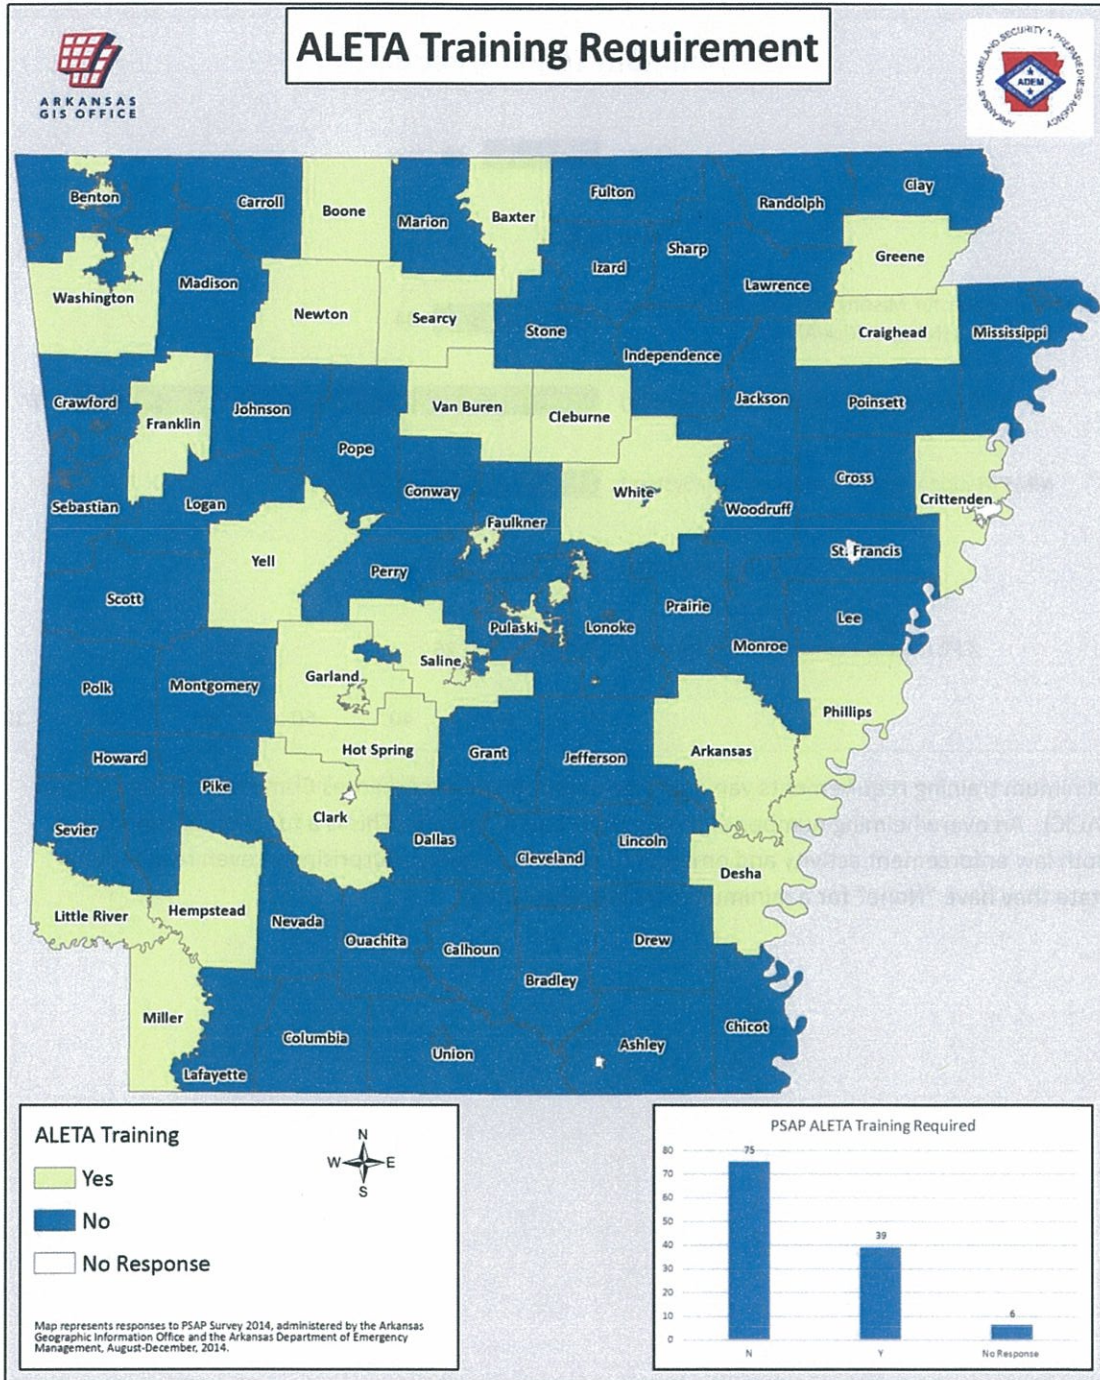 ALETA Training Requirement
ARKANSAS
GIS OFFICE
ARKANSAS' HOMELAND SECURITY & PREPAREDNESS AGENCY
ADEM
Benton
Carroll
Boone
Marion
Baxter
Fulton
Randolph
Clay
Sharp
Greene
Izard
Washington
Madison
Newton
Searcy
Stone
Lawrence
Craighead
Mississippi
Independence
Crawford
Franklin
Johnson
Van Buren
Cleburne
Jackson
Poinsett
Pope
Sebastian
Logan
Conway
White
Woodruff
Cross
Crittenden
Faulkner
Yell
Perry
St. Francis
Scott
Pulaski
Lonoke
Prairie
Lee
Monroe
Polk
Montgomery
Garland
Saline
Phillips
Howard
Hot Spring
Grant
Jefferson
Arkansas
Pike
Clark
Sevier
Dallas
Cleveland
Lincoln
Desha
Little River
Hempstead
Nevada
Ouachita
Calhoun
Drew
Bradley
Miller
Columbia
Union
Ashley
Chicot
Lafayette
ALETA Training
N
W E
S
Yes
No
No Response
Map represents responses to PSAP Survey 2014, administered by the Arkansas
Geographic Information Office and the Arkansas Department of Emergency
Management, August-December, 2014.
PSAP ALETA Training Required
80
70
60
50
40
30
20
10
0
75
39
6
N
Y
No Response